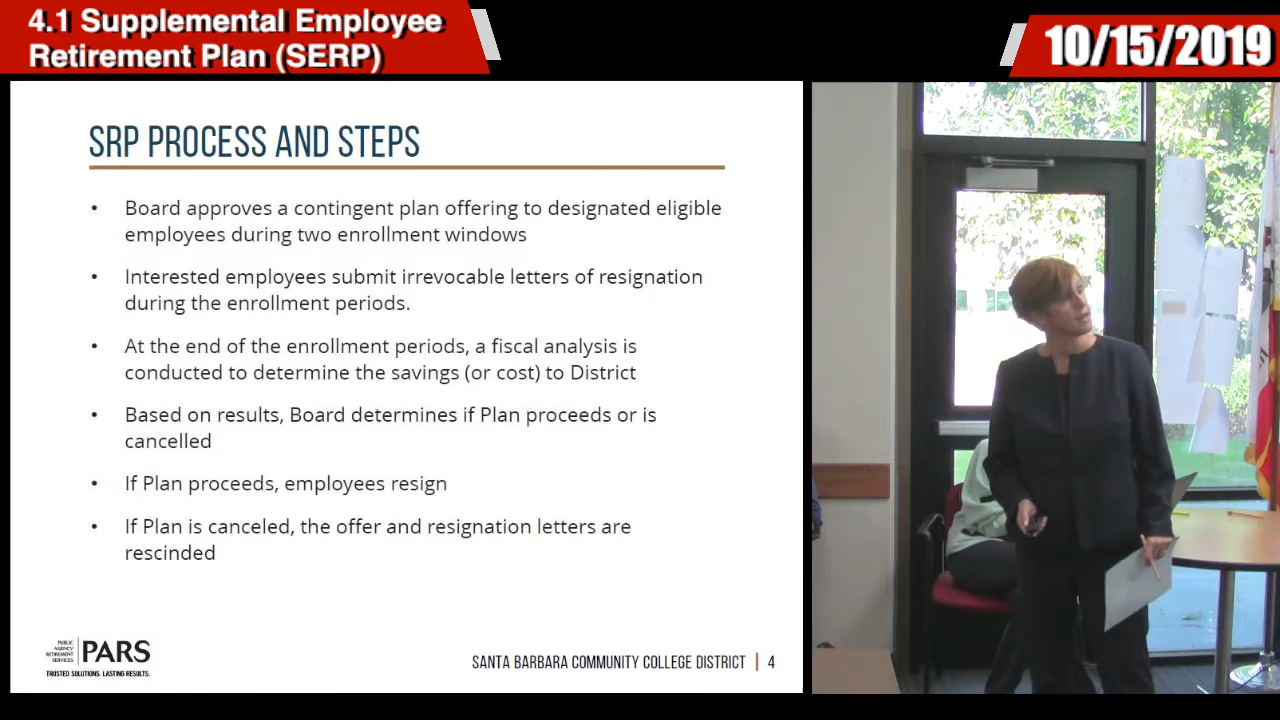 4.1 Supplemental Employee
Retirement Plan (SERP)
10/15/2019
SRP PROCESS AND STEPS
• Board approves a contingent plan offering to designated eligible
employees during two enrollment windows
• Interested employees submit irrevocable letters of resignation
during the enrollment periods.
• At the end of the enrollment periods, a fiscal analysis is
conducted to determine the savings (or cost) to District
• Based on results, Board determines if Plan proceeds or is
cancelled
• If Plan proceeds, employees resign
• If Plan is canceled, the offer and resignation letters are
rescinded
PUBLIC
AGENCY
RETIREMENT
SERVICES
PARS
TRUSTED SOLUTIONS. LASTING RESULTS.
SANTA BARBARA COMMUNITY COLLEGE DISTRICT | 4